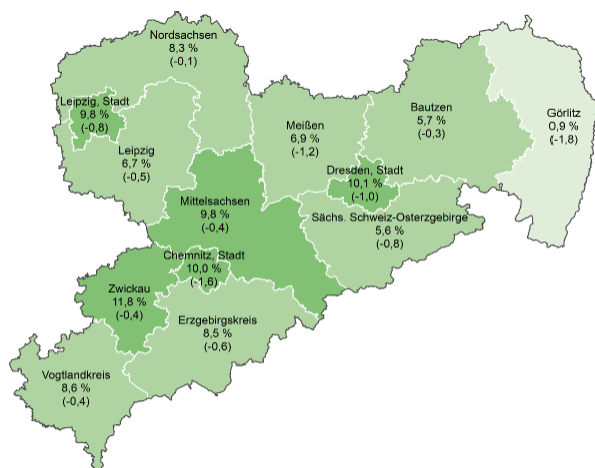 Nordsachsen
8,3 %
(-0,1)
Leipzig, Stadt
9,8 %
(-0,8)
Leipzig
6,7 %
(-0,5)
Meißen
6,9 %
(-1,2)
Bautzen
5,7 %
(-0,3)
Görlitz
0,9 %
(-1,8)
Dresden, Stadt
10,1 %
(-1,0)
Mittelsachsen
9,8 %
(-0,4)
Sächs. Schweiz-Osterzgebirge
5,6 %
(-0,8)
Chemnitz, Stadt
10,0 %
(-1,6)
Zwickau
11,8 %
(-0,4)
Erzgebirgskreis
8,5 %
(-0,6)
Vogtlandkreis
8,6 %
(-0,4)